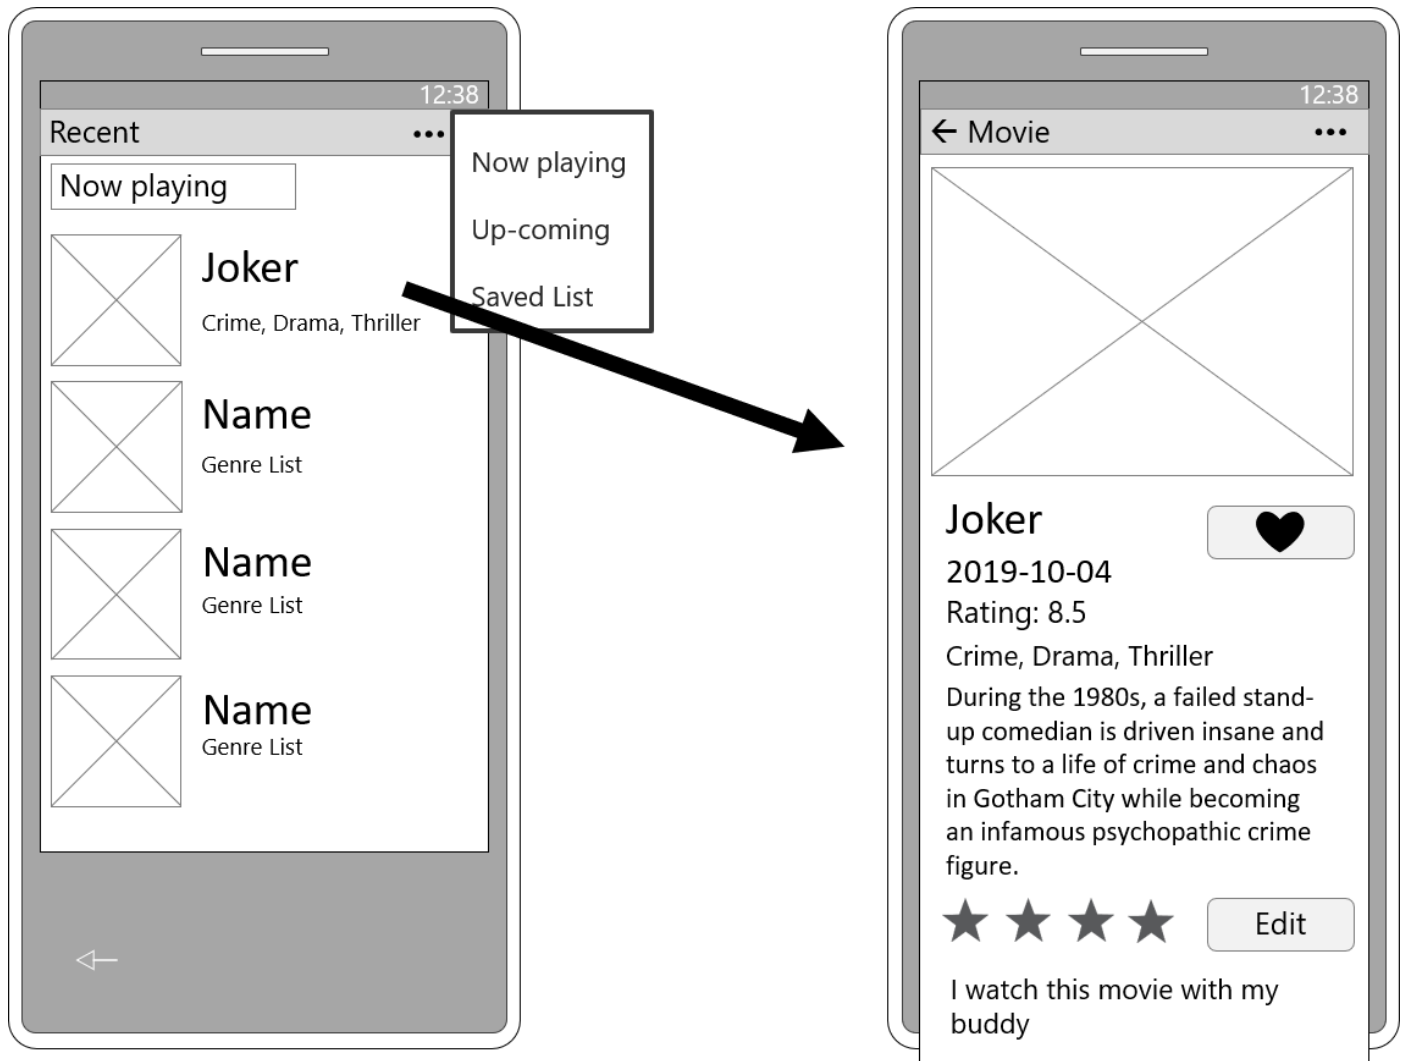 12:38
Recent
Now playing
Joker
Crime, Drama, Thriller
Name
Genre List
Name
Genre List
Name
Genre List
Now playing
Up-coming
Saved List
12:38
Movie
Joker
2019-10-04
Rating: 8.5
Crime, Drama, Thriller
During the 1980s, a failed stand-
up comedian is driven insane and
turns to a life of crime and chaos
in Gotham City while becoming
an infamous psychopathic crime
figure.
Edit
I watch this movie with my
buddy